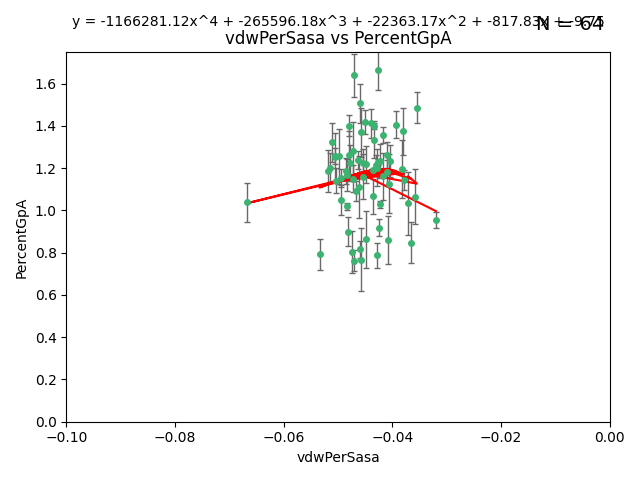 y = -1166281.12x^4 + -265596.18x^3 + -22363.17x^2 + -817.83x + -9.75
N = 64
vdwPerSasa vs PercentGpA
PercentGpA
1.6
1.4
1.2
1.0
0.8
0.6
0.4
0.2
0.0
−0.10 −0.08 −0.06 −0.04 −0.02 0.00
vdwPerSasa